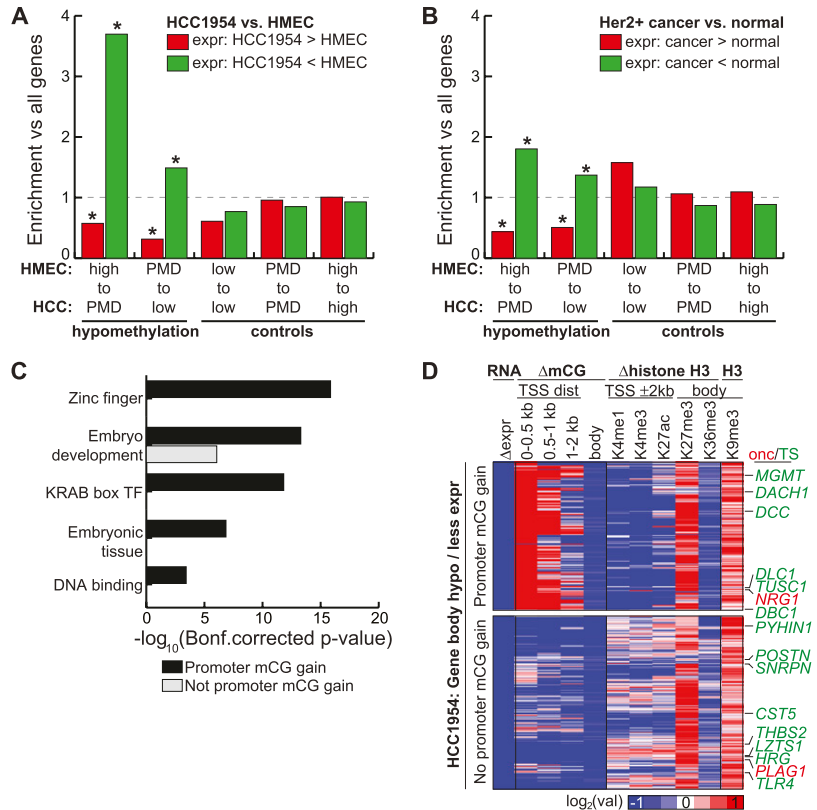 A
HCC1954 vs. HMEC
expr: HCC1954 > HMEC
expr: HCC1954 < HMEC
Enrichment vs all genes
4
3
2
1
0
* * * *
HMEC: high PMD low PMD high
to to to to to
HCC: PMD low low PMD high
hypomethylation controls
B
Her2+ cancer vs. normal
expr: cancer > normal
expr: cancer < normal
Enrichment vs all genes
4
3
2
1
0
* * * *
HMEC: high PMD low PMD high
to to to to to
HCC: PMD low low PMD high
hypomethylation controls
C
Zinc finger
Embryo
development
KRAB box TF
Embryonic
tissue
DNA binding
0 5 10 15 20
-log10(Bonf.corrected p-value)
Promoter mCG gain
Not promoter mCG gain
D
RNA ΔmCG Δhistone H3 H3
TSS dist TSS ±2kb body
Δexpr
0-0.5 kb
0.5-1 kb
1-2 kb
body
K4me1
K4me3
K27ac
K27me3
K36me3
K9me3
onc/TS
HCC1954: Gene body hypo / less expr
Promoter mCG gain
No promoter mCG gain
MGMT
DACH1
DCC
DLC1
TUSC1
NRG1
DBC1
PYHIN1
POSTN
SNRPN
CST5
THBS2
LZTS1
HRG
PLAG1
TLR4
log2(val) -1 0 1